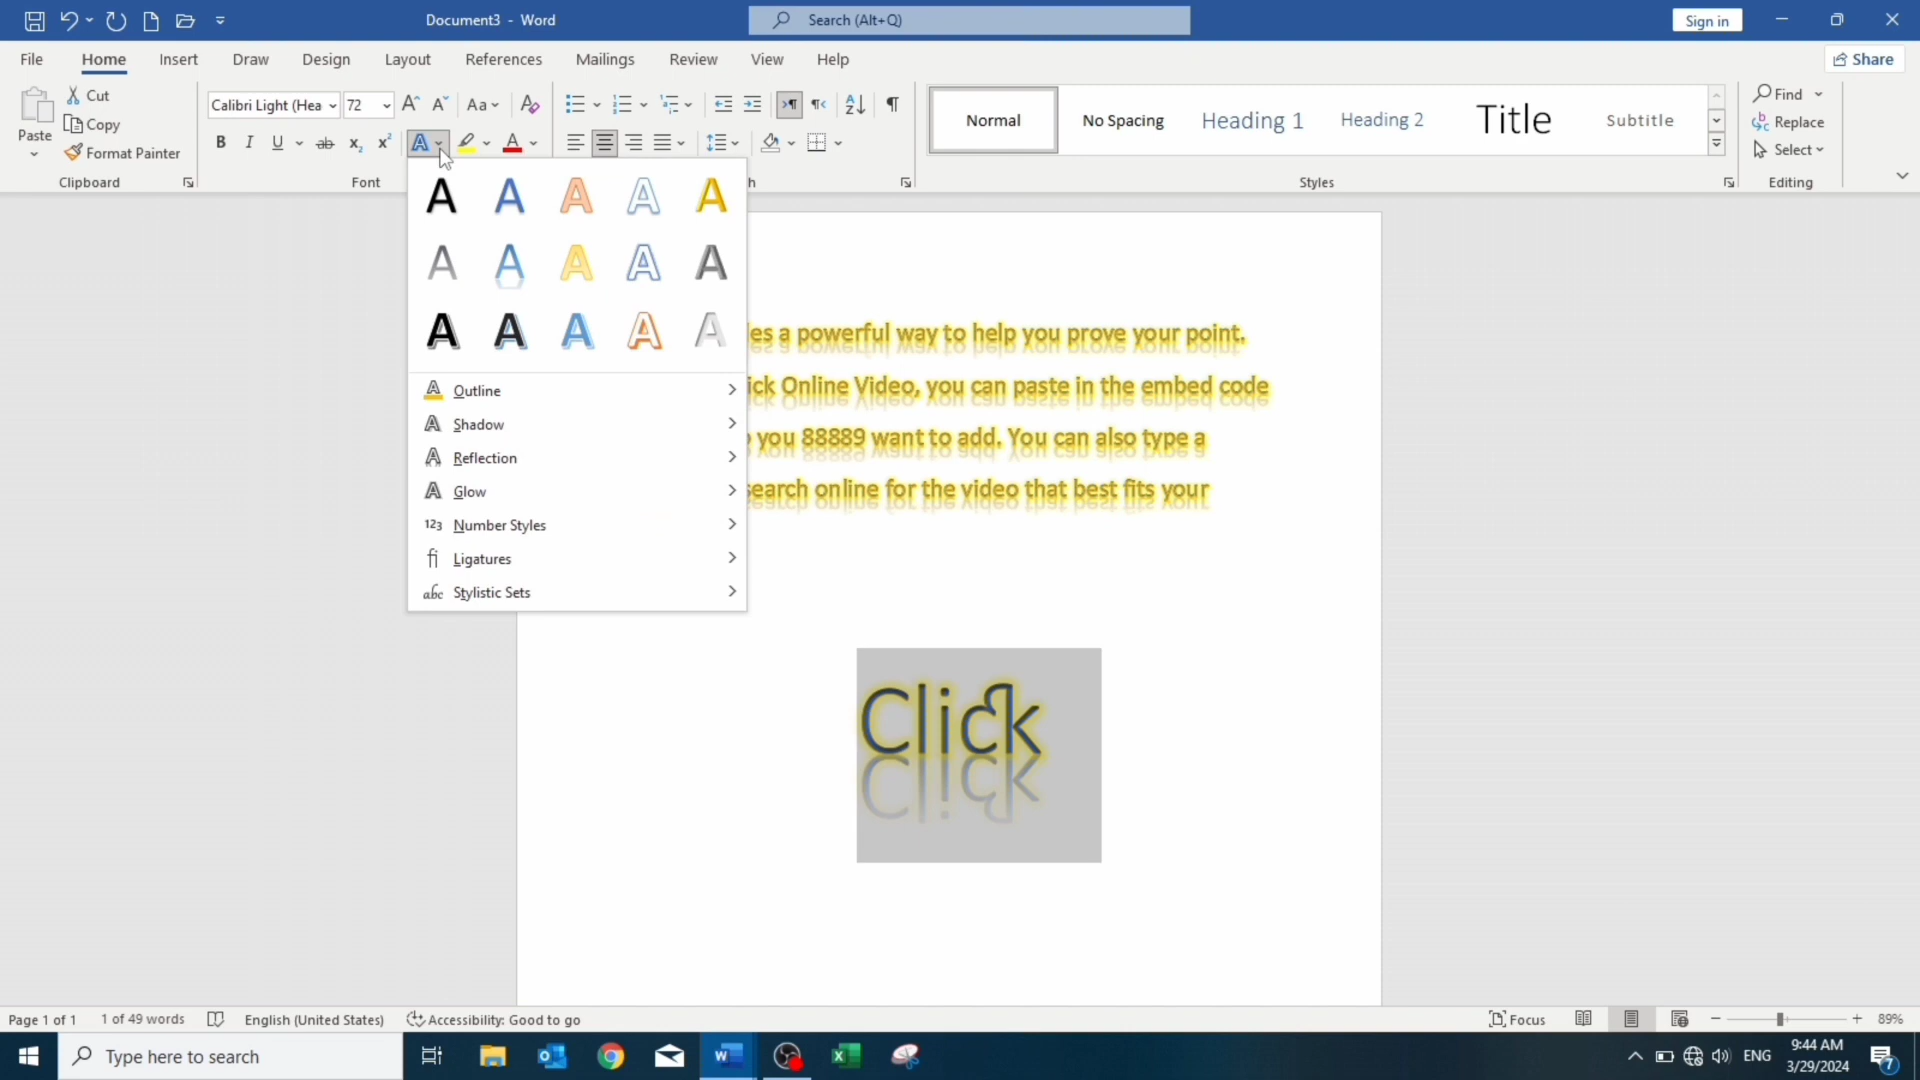 Document3 - Word
Search (Alt+Q)
Sign in
File Home Insert Draw Design Layout References Mailings Review View Help
Share
Paste
Cut
Copy
Format Painter
Clipboard
Calibri Light (Hea
72
Aa
Font
Normal
No Spacing
Heading 1
Heading 2
Title
Subtitle
Styles
Find
Replace
Select
Editing
Outline
Shadow
Reflection
Glow
Number Styles
Ligatures
Stylistic Sets
a powerful way to help you prove your point.
Online Video, you can paste in the embed code
you 88889 want to add. You can also type a
search online for the video that best fits your
Click
Page 1 of 1 1 of 49 words English (United States) Accessibility: Good to go
Focus
89%
Type here to search
ENG
9:44 AM
3/29/2024
7